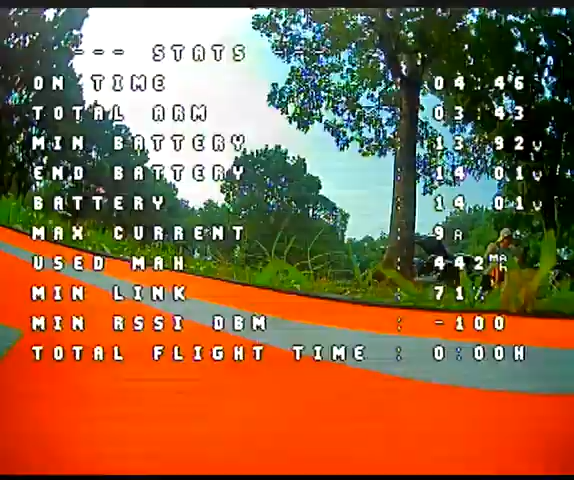 --- STATS ---
ON TIME : 04:46
TOTAL ARM : 03:43
MIN BATTERY : 13.92V
END BATTERY : 14.01V
BATTERY : 14.01V
MAX CURRENT : 9A
USED MAH : 442MAH
MIN LINK : 71%
MIN RSSI DBM : -100
TOTAL FLIGHT TIME : 0:00H